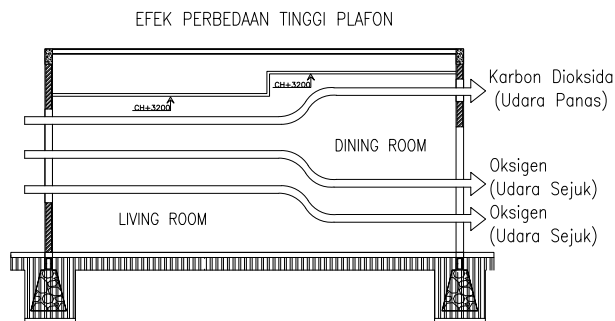 EFEK PERBEDAAN TINGGI PLAFON
CH+3200
CH+3200
Karbon Dioksida
(Udara Panas)
DINING ROOM
Oksigen
(Udara Sejuk)
LIVING ROOM
Oksigen
(Udara Sejuk)